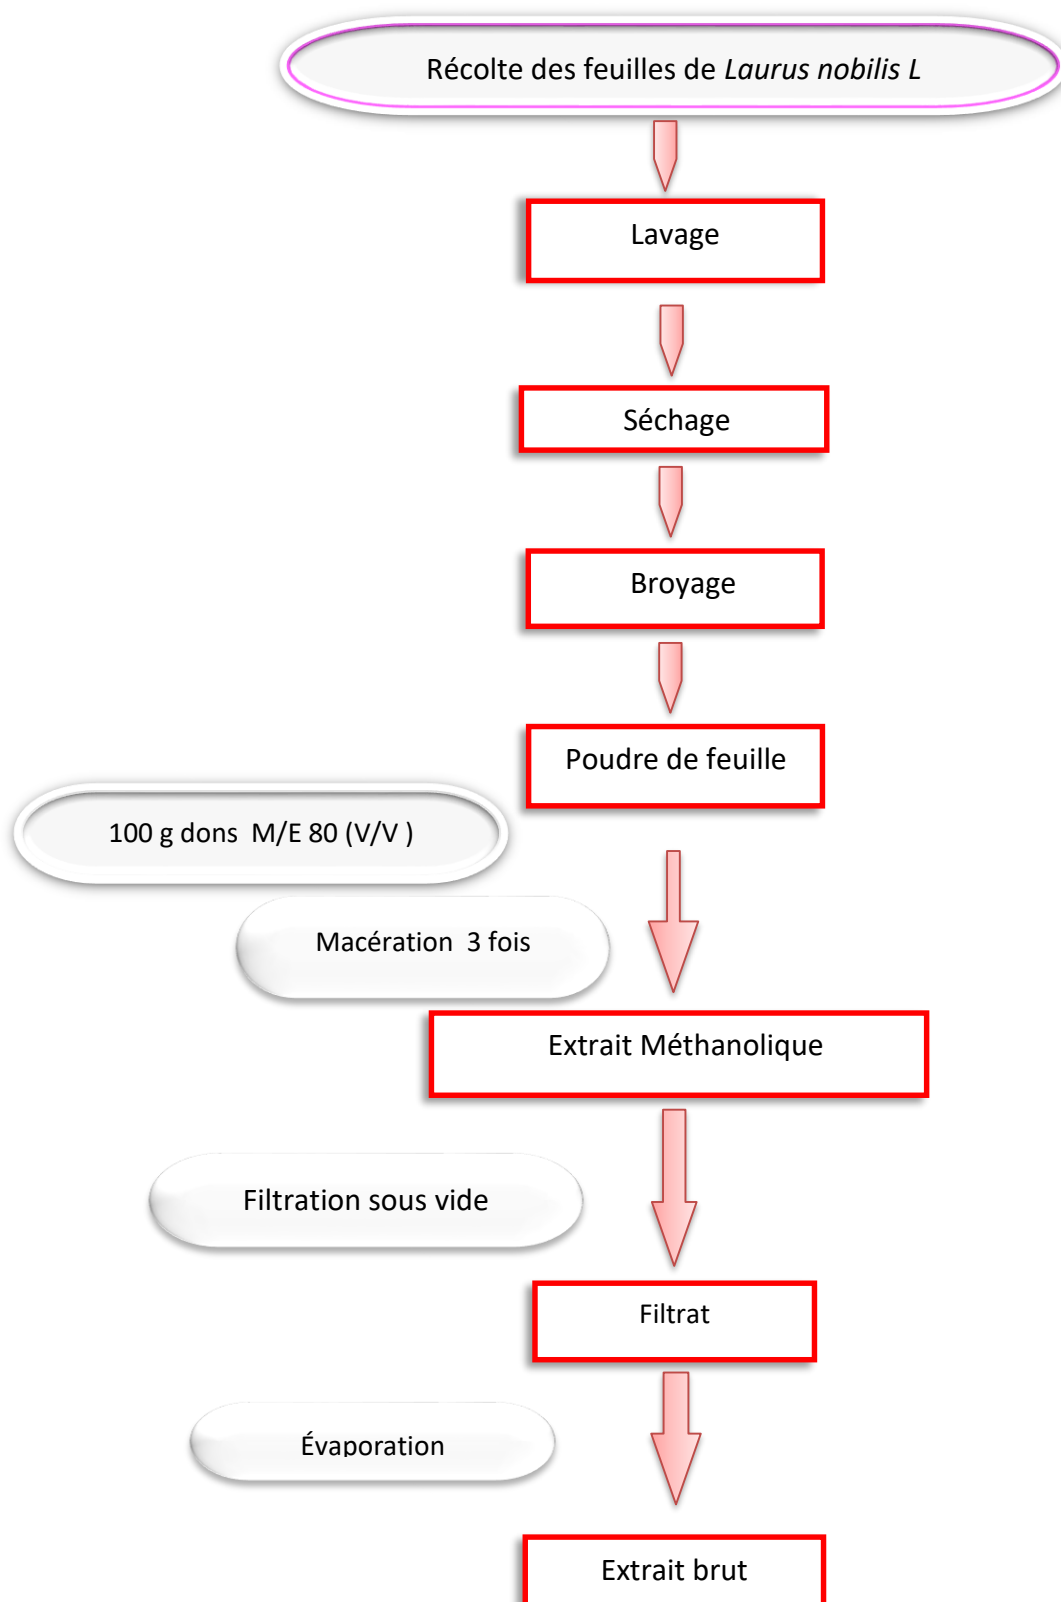 Récolte des feuilles de Laurus nobilis L
Lavage
Séchage
Broyage
Poudre de feuille
100 g dons M/E 80 (V/V )
Macération 3 fois
Extrait Méthanolique
Filtration sous vide
Filtrat
Évaporation
Extrait brut